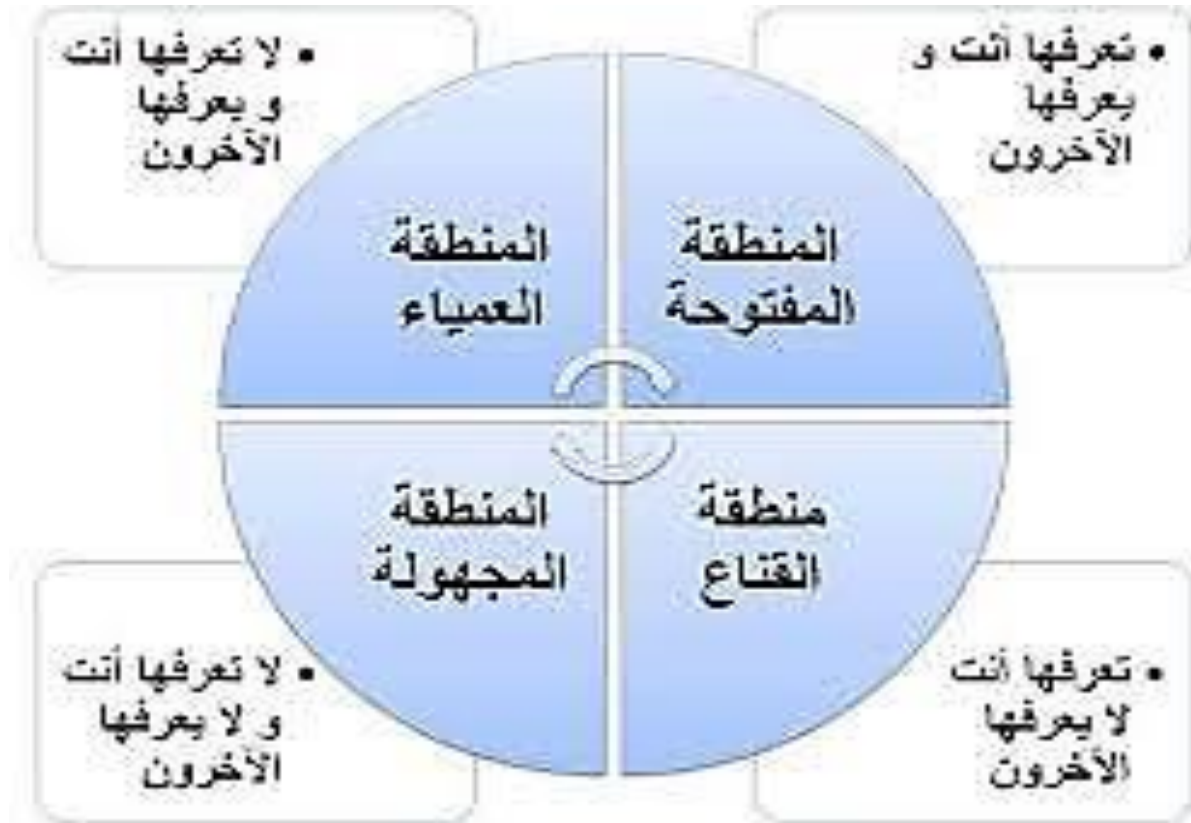 • تعرفها أنت و
يعرفها
الآخرون
• لا تعرفها أنت
و يعرفها
الآخرون
المنطقة
المفتوحة
المنطقة
العمياء
منطقة
القناع
المنطقة
المجهولة
• تعرفها أنت
لا يعرفها
الآخرون
• لا تعرفها أنت
و لا يعرفها
الآخرون